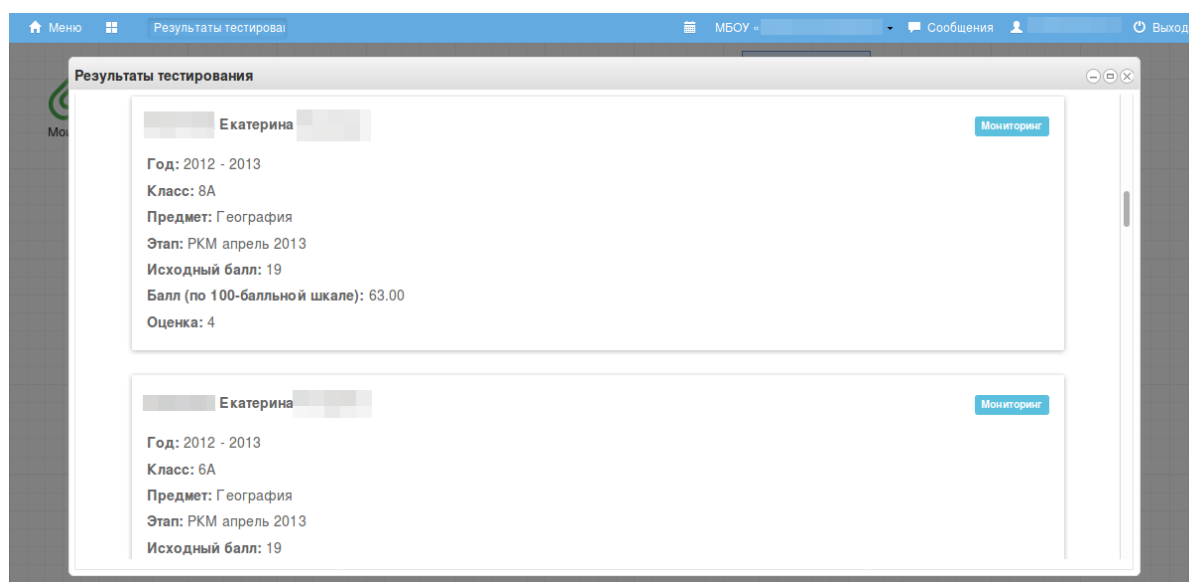 Меню Результаты тестирован МБОУ « Сообщения Выход
Результаты тестирования
Екатерина Мониторинг
Год: 2012 - 2013
Класс: 8А
Предмет: География
Этап: РКМ апрель 2013
Исходный балл: 19
Балл (по 100-балльной шкале): 63.00
Оценка: 4
Екатерина Мониторинг
Год: 2012 - 2013
Класс: 6А
Предмет: География
Этап: РКМ апрель 2013
Исходный балл: 19